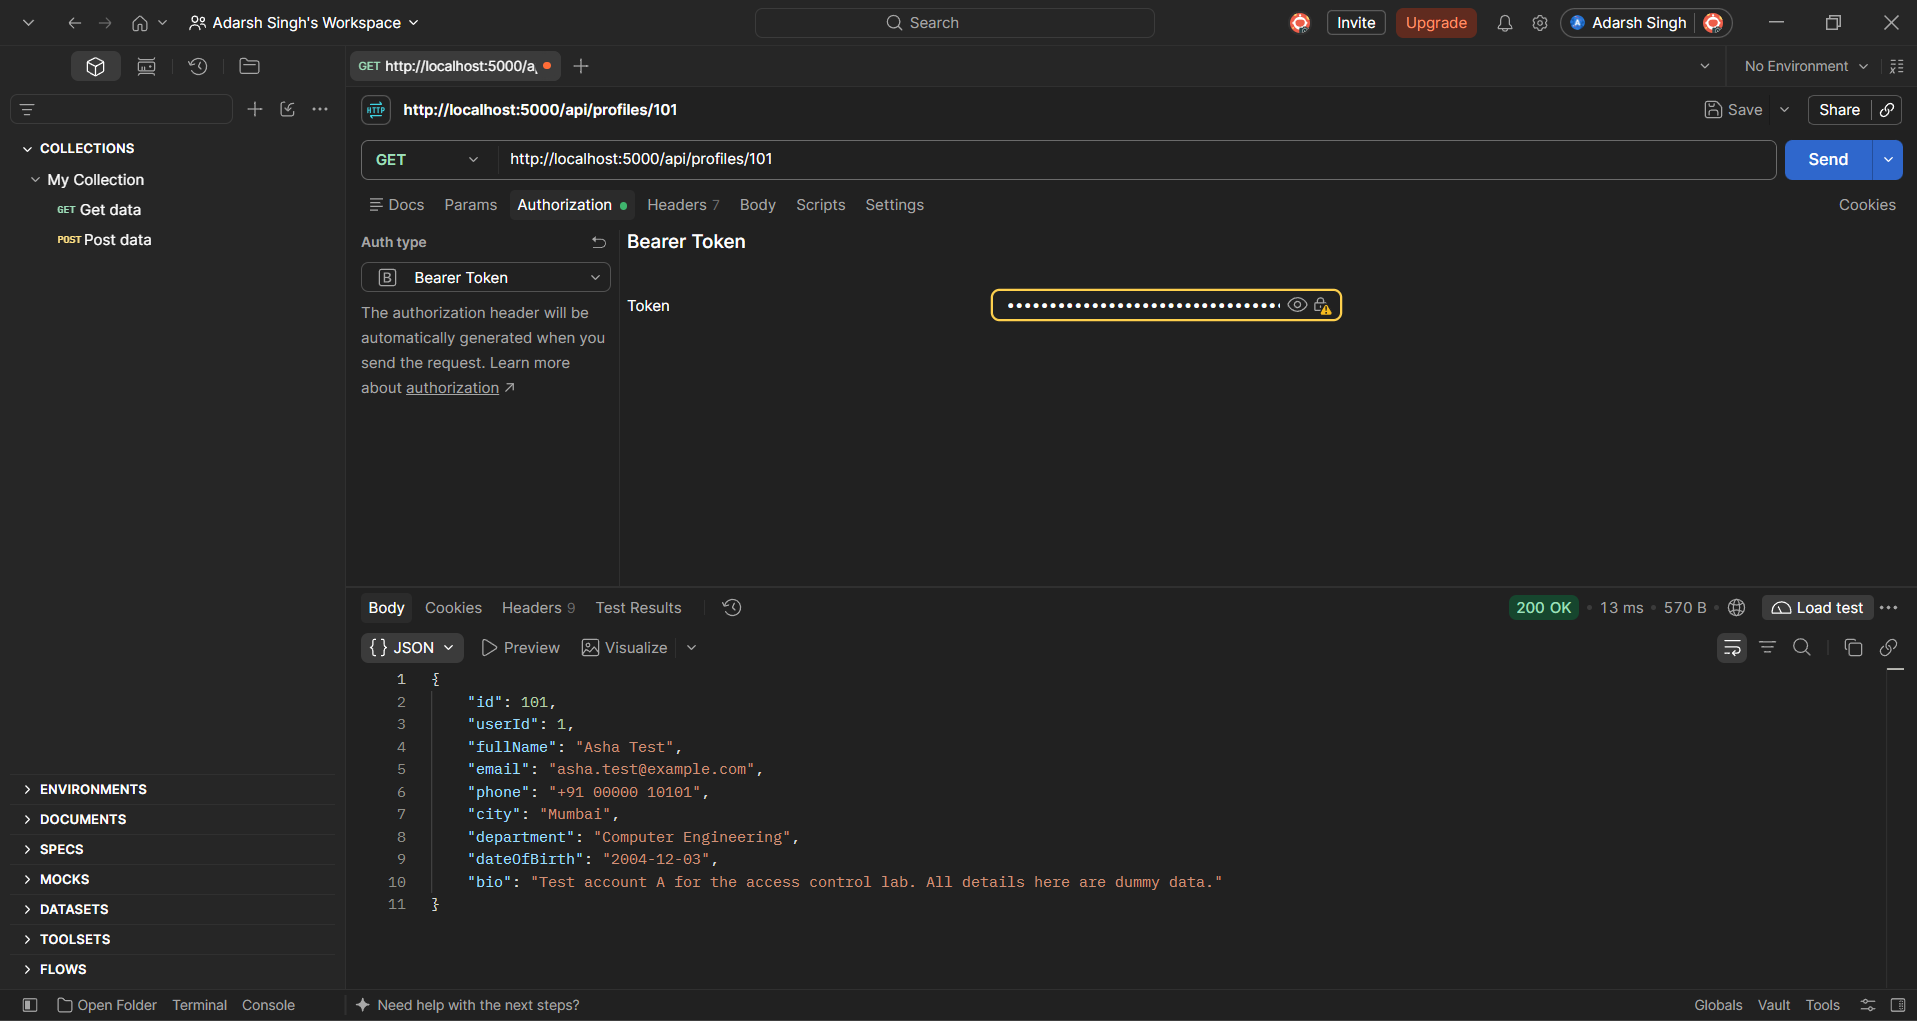 Adarsh Singh's Workspace
Search
Invite
Upgrade
Adarsh Singh
GET http://localhost:5000/a
No Environment
HTTP http://localhost:5000/api/profiles/101
Save
Share
COLLECTIONS
My Collection
GET Get data
POST Post data
GET
http://localhost:5000/api/profiles/101
Send
Docs
Params
Authorization
Headers 7
Body
Scripts
Settings
Cookies
Auth type
B Bearer Token
The authorization header will be
automatically generated when you
send the request. Learn more
about authorization ↗
Bearer Token
Token
Body
Cookies
Headers 9
Test Results
200 OK • 13 ms • 570 B
Load test
{} JSON
Preview
Visualize
1 {
2 "id": 101,
3 "userId": 1,
4 "fullName": "Asha Test",
5 "email": "asha.test@example.com",
6 "phone": "+91 00000 10101",
7 "city": "Mumbai",
8 "department": "Computer Engineering",
9 "dateOfBirth": "2004-12-03",
10 "bio": "Test account A for the access control lab. All details here are dummy data."
11 }
ENVIRONMENTS
DOCUMENTS
SPECS
MOCKS
DATASETS
TOOLSETS
FLOWS
Open Folder
Terminal
Console
Need help with the next steps?
Globals
Vault
Tools